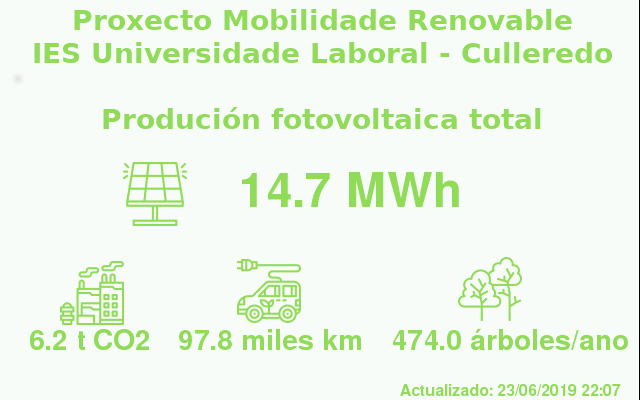 Proxecto Mobilidade Renovable
IES Universidade Laboral - Culleredo
Produción fotovoltaica total
14.7 MWh
6.2 t CO2 97.8 miles km 474.0 árboles/ano
Actualizado: 23/06/2019 22:07